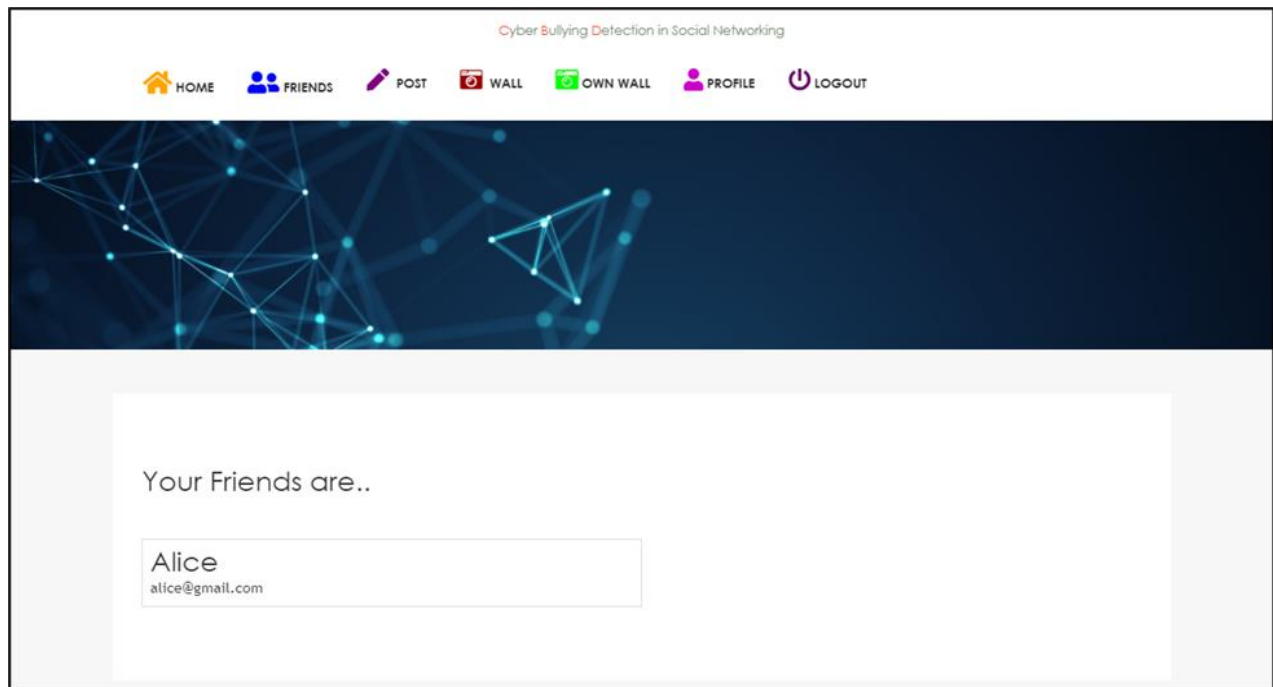 Cyber Bullying Detection in Social Networking
HOME FRIENDS POST WALL OWN WALL PROFILE LOGOUT
Your Friends are..
Alice
alice@gmail.com